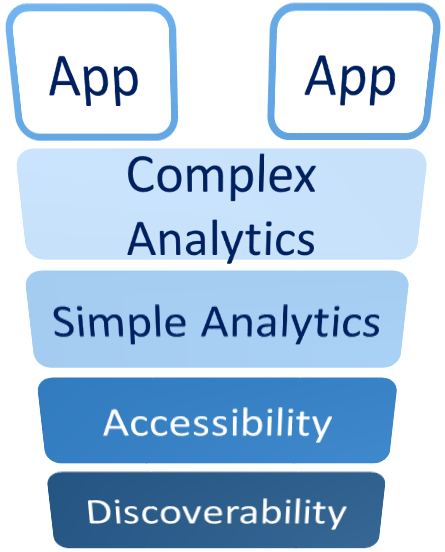 App App
Complex
Analytics
Simple Analytics
Accessibility
Discoverability